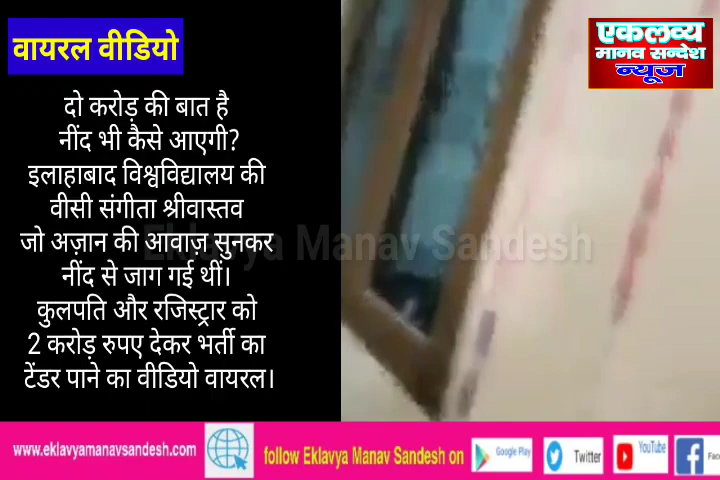 वायरल वीडियो
एकलव्य
मानव सन्देश
न्यूज
दो करोड़ की बात है
नींद भी कैसे आएगी?
इलाहाबाद विश्वविद्यालय की
वीसी संगीता श्रीवास्तव
जो अज़ान की आवाज़ सुनकर
नींद से जाग गई थीं।
कुलपति और रजिस्ट्रार को
2 करोड़ रुपए देकर भर्ती का
टेंडर पाने का वीडियो वायरल।
Eklavya Manav Sandesh
www.eklavyamanavsandesh.com
follow Eklavya Manav Sandesh on
Google Play
Twitter
YouTube
Fac